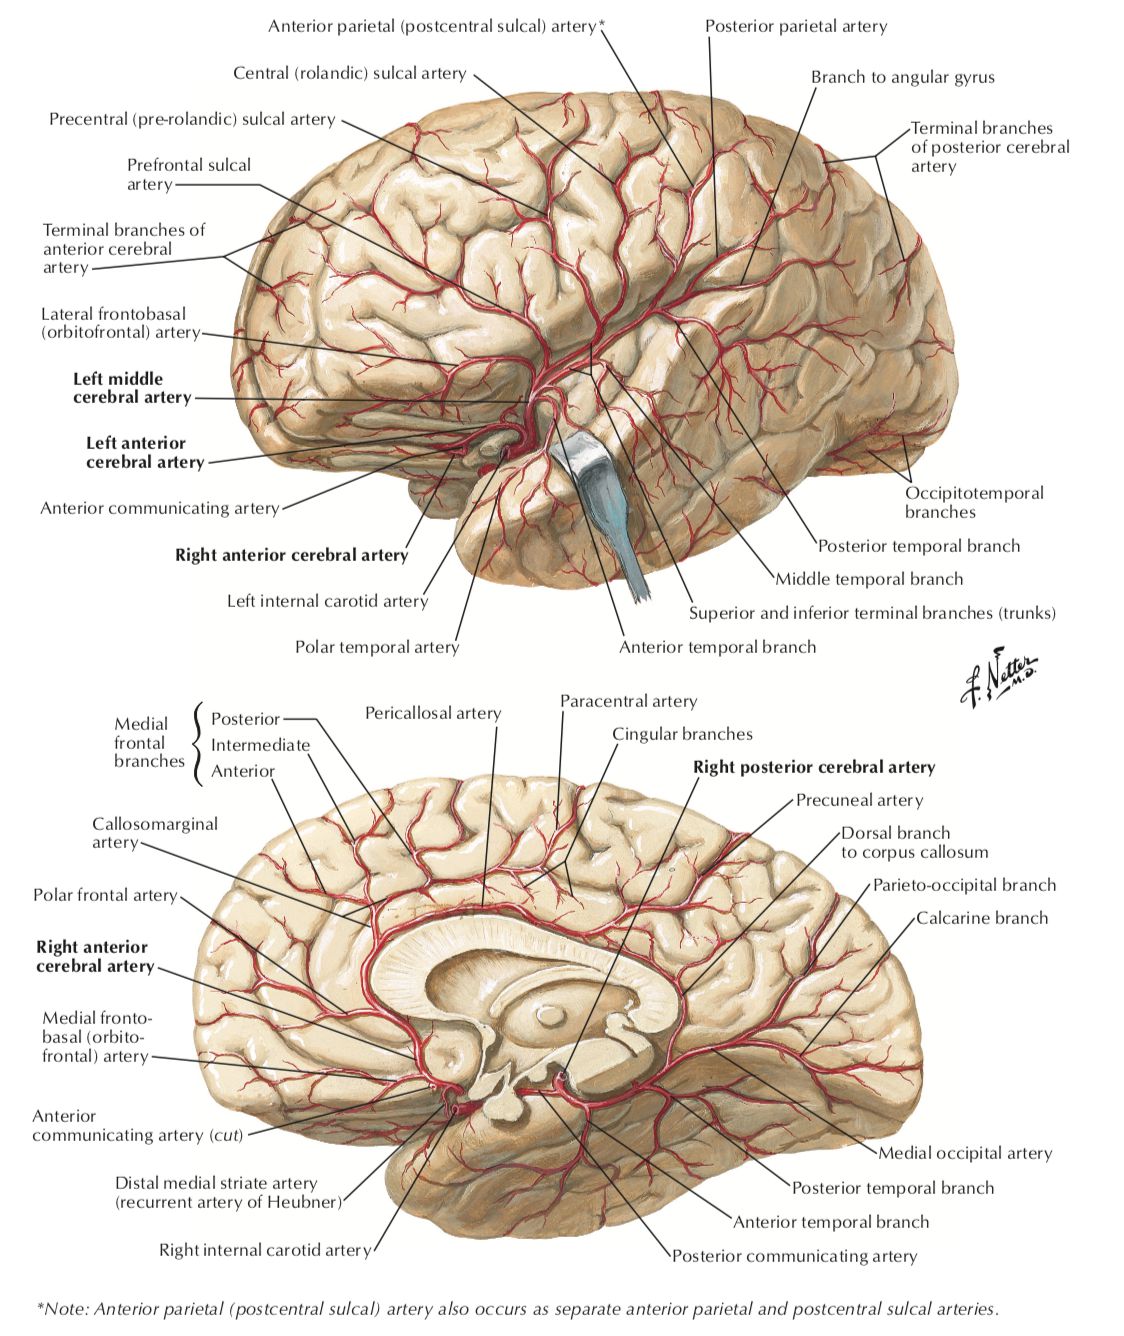 Anterior parietal (postcentral sulcal) artery*
Posterior parietal artery
Central (rolandic) sulcal artery
Branch to angular gyrus
Precentral (pre-rolandic) sulcal artery
Terminal branches
of posterior cerebral
artery
Prefrontal sulcal
artery
Terminal branches of
anterior cerebral
artery
Lateral frontobasal
(orbitofrontal) artery
Left middle
cerebral artery
Left anterior
cerebral artery
Anterior communicating artery
Right anterior cerebral artery
Left internal carotid artery
Polar temporal artery
Occipitotemporal
branches
Posterior temporal branch
Middle temporal branch
Superior and inferior terminal branches (trunks)
Anterior temporal branch
F. Netter
M.D.
Medial
frontal
branches
Posterior
Intermediate
Anterior
Pericallosal artery
Paracentral artery
Cingular branches
Right posterior cerebral artery
Precuneal artery
Dorsal branch
to corpus callosum
Parieto-occipital branch
Calcarine branch
Callosomarginal
artery
Polar frontal artery
Right anterior
cerebral artery
Medial fronto-
basal (orbito-
frontal) artery
Anterior
communicating artery (cut)
Distal medial striate artery
(recurrent artery of Heubner)
Right internal carotid artery
Medial occipital artery
Posterior temporal branch
Anterior temporal branch
Posterior communicating artery
*Note: Anterior parietal (postcentral sulcal) artery also occurs as separate anterior parietal and postcentral sulcal arteries.